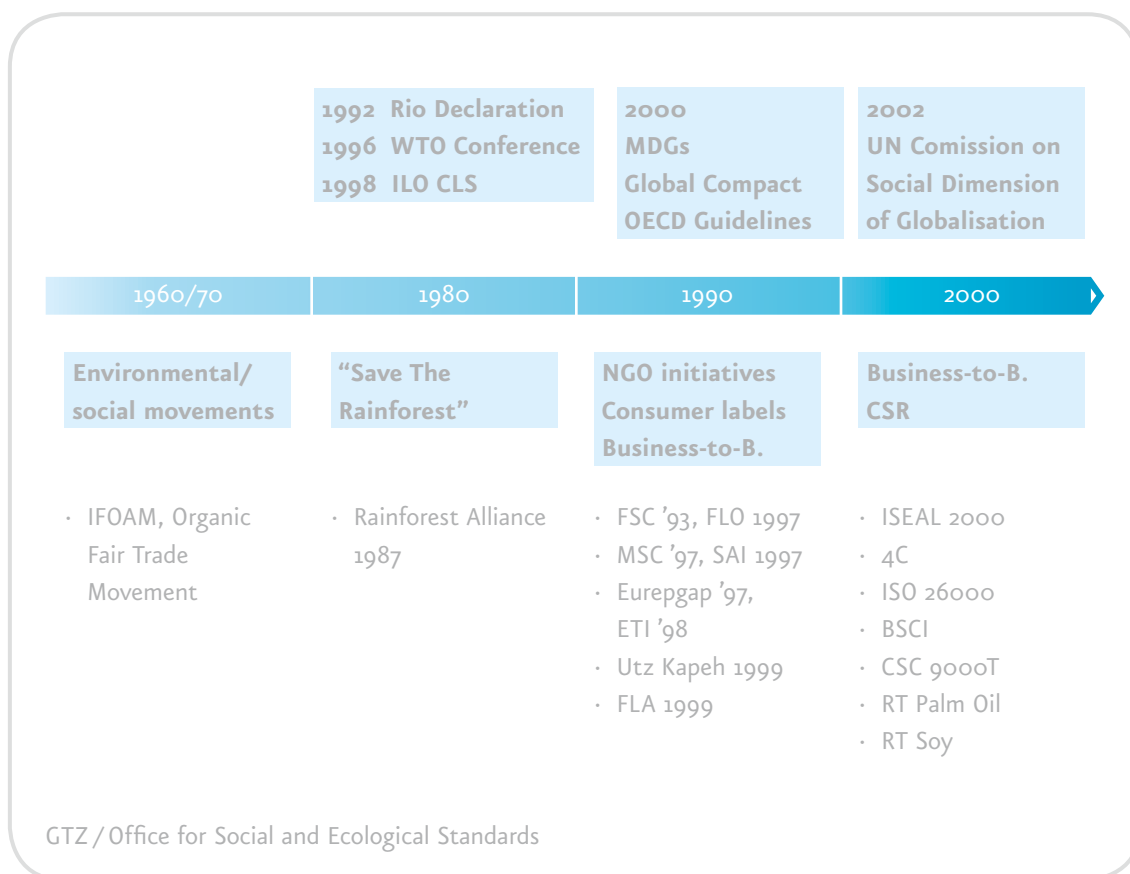 1992 Rio Declaration
1996 WTO Conference
1998 ILO CLS
2000
MDGs
Global Compact
OECD Guidelines
2002
UN Comission on
Social Dimension
of Globalisation
1960/70
1980
1990
2000
Environmental/
social movements
“Save The
Rainforest”
NGO initiatives
Consumer labels
Business-to-B.
Business-to-B.
CSR
· IFOAM, Organic
Fair Trade
Movement
· Rainforest Alliance
1987
· FSC ’93, FLO 1997
· MSC ’97, SAI 1997
· Eurepgap ’97,
ETI ’98
· Utz Kapeh 1999
· FLA 1999
· ISEAL 2000
· 4C
· ISO 26000
· BSCI
· CSC 9000T
· RT Palm Oil
· RT Soy
GTZ / Office for Social and Ecological Standards